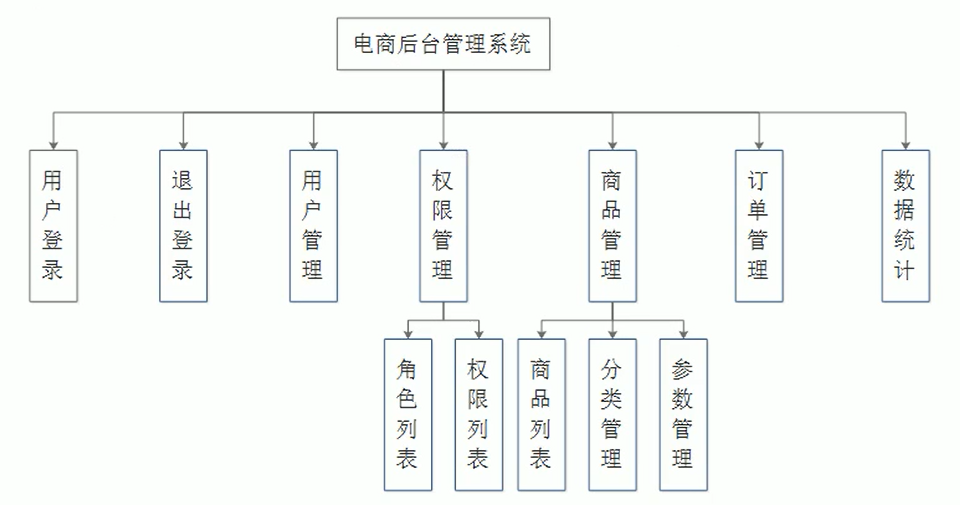 电商后台管理系统
用户登录
退出登录
用户管理
权限管理
商品管理
订单管理
数据统计
角色列表
权限列表
商品列表
分类管理
参数管理